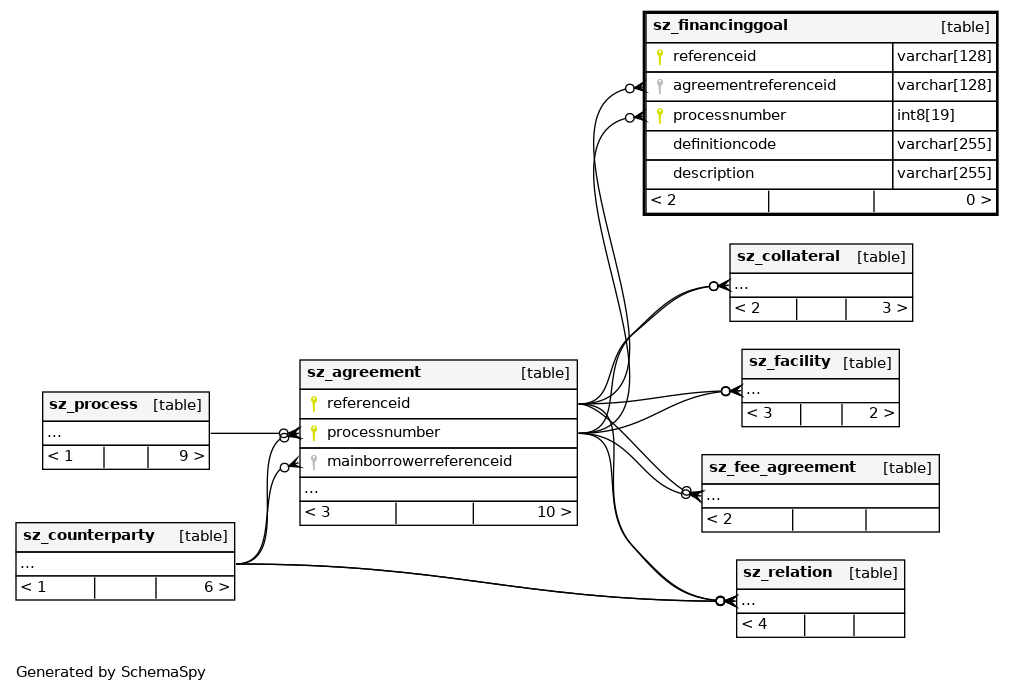 sz_financinggoal [table]
referenceid varchar[128]
agreementreferenceid varchar[128]
processnumber int8[19]
definitioncode varchar[255]
description varchar[255]
< 2 0 >
sz_collateral [table]
...
< 2 3 >
sz_facility [table]
...
< 3 2 >
sz_agreement [table]
referenceid
processnumber
mainborrowerreferenceid
...
< 3 10 >
sz_process [table]
...
< 1 9 >
sz_fee_agreement [table]
...
< 2
sz_counterparty [table]
...
< 1 6 >
sz_relation [table]
...
< 4
Generated by SchemaSpy